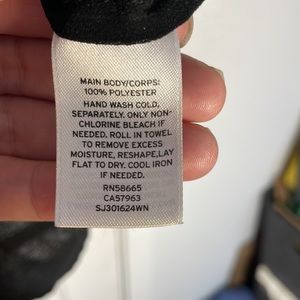 MAIN BODY/CORPS:
100% POLYESTER
HAND WASH COLD,
SEPARATELY. ONLY NON-
CHLORINE BLEACH IF
NEEDED. ROLL IN TOWEL
TO REMOVE EXCESS
MOISTURE, RESHAPE,LAY
FLAT TO DRY. COOL IRON
IF NEEDED.
RN58665
CA57963
SJ301624WN